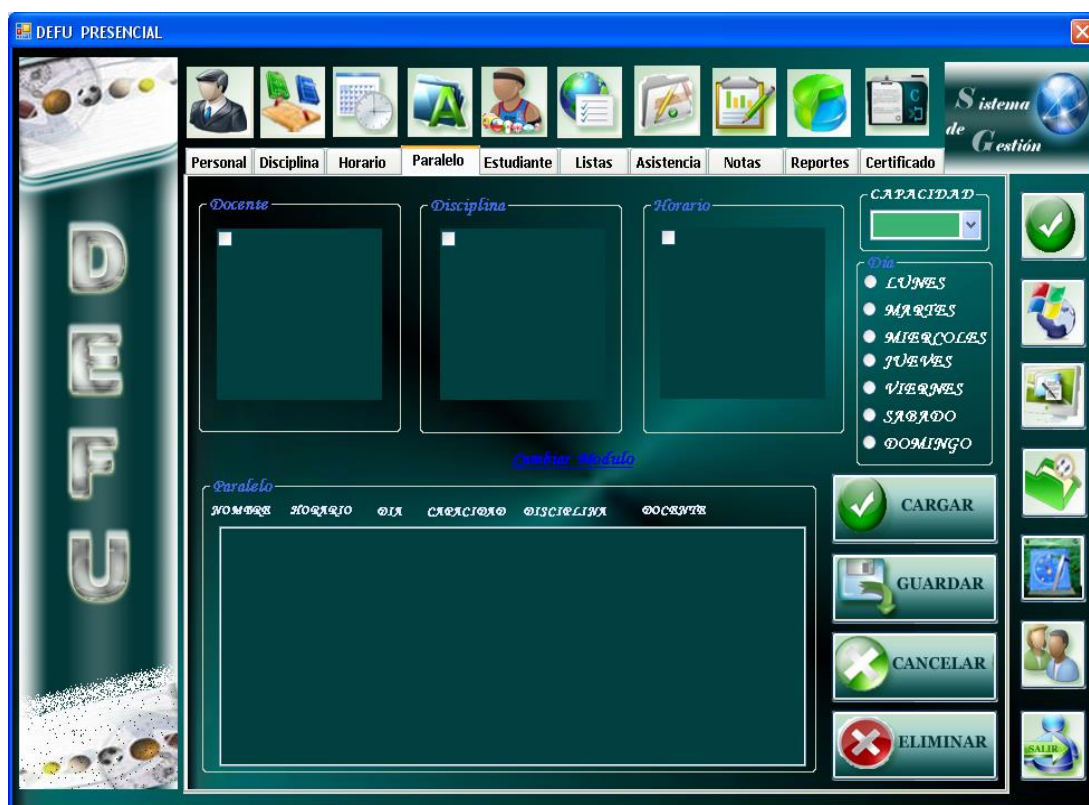 DEFU PRESENCIAL
Sistema
de
Gestión
Personal Disciplina Horario Paralelo Estudiante Listas Asistencia Notas Reportes Certificado
DEFU
Docente
Disciplina
Horario
CAPACIDAD
Día
LUNES
MARTES
MIERCOLES
JUEVES
VIERNES
SABADO
DOMINGO
Cambiar Modulo
Paralelo
NOMBRE HORARIO DIA CAPACIDAD DISCIPLINA DOCENTE
CARGAR
GUARDAR
CANCELAR
ELIMINAR
SALIR